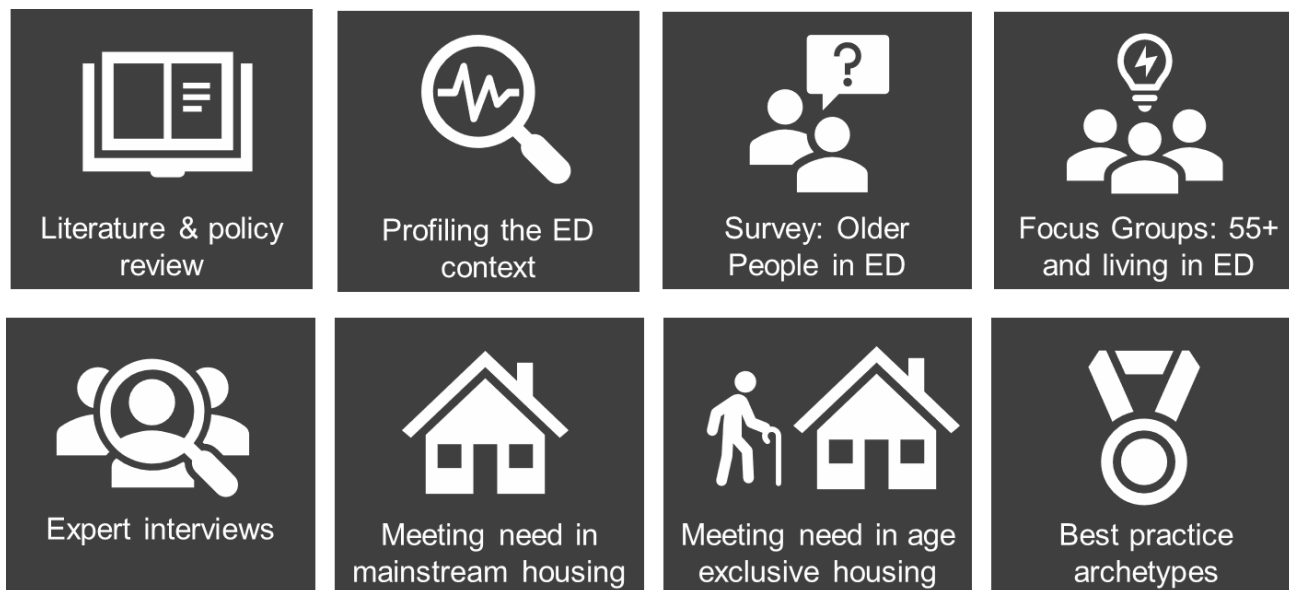 ?
Literature & policy
review
Profiling the ED
context
Survey: Older
People in ED
Focus Groups: 55+
and living in ED
Expert interviews
Meeting need in
mainstream housing
Meeting need in age
exclusive housing
Best practice
archetypes